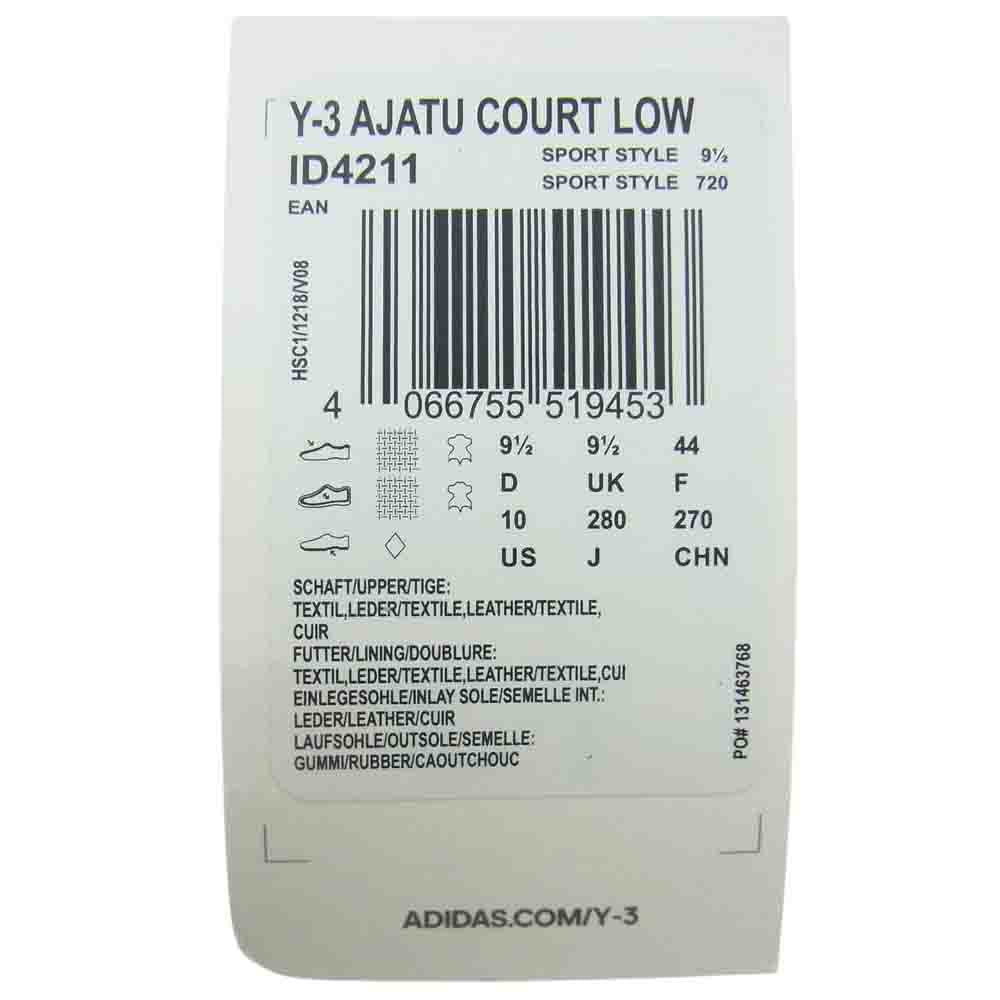 Y-3 AJATU COURT LOW
ID4211 SPORT STYLE 9½
SPORT STYLE 720
EAN
HSC1/1218/V08
4 066755 519453
9½ 9½ 44
D UK F
10 280 270
US J CHN
SCHAFT/UPPER/TIGE:
TEXTIL,LEDER/TEXTILE,LEATHER/TEXTILE,
CUIR
FUTTER/LINING/DOUBLURE:
TEXTIL,LEDER/TEXTILE,LEATHER/TEXTILE,CUI
EINLEGESOHLE/INLAY SOLE/SEMELLE INT.:
LEDER/LEATHER/CUIR
LAUFSOHLE/OUTSOLE/SEMELLE:
GUMMI/RUBBER/CAOUTCHOUC
PO# 131463768
ADIDAS.COM/Y-3